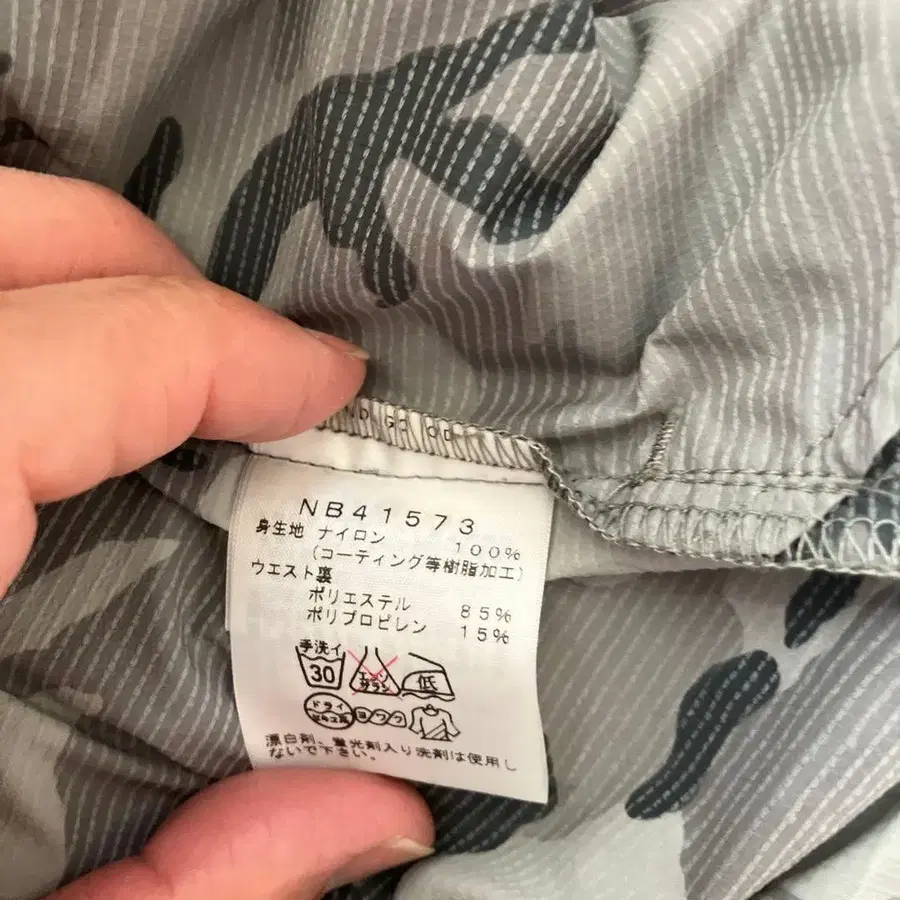 NB41573
身生地 ナイロン 100%
(コーティング等樹脂加工)
ウエスト裏
ポリエステル 85%
ポリプロピレン 15%
手洗イ
30
低
ドライ
ヨワク
漂白剤、蛍光剤入り洗剤は使用し
ないで下さい。